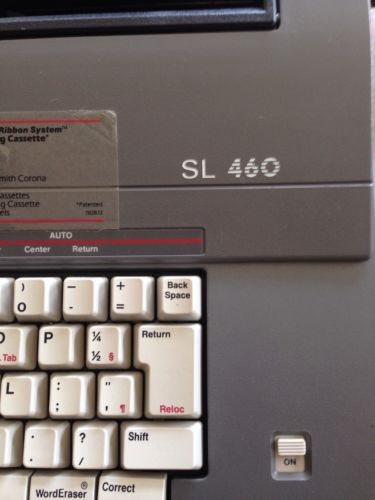 Ribbon System™
g Cassette*
mith Corona
assettes
g Cassette
els
*Patented
SL 460
AUTO
Center Return
) - + Back
0 - = Space
P ¼ Return
Tab ½ §
L : "
; , ¶ Reloc
. ? Shift
. /
WordEraser® Correct
ON